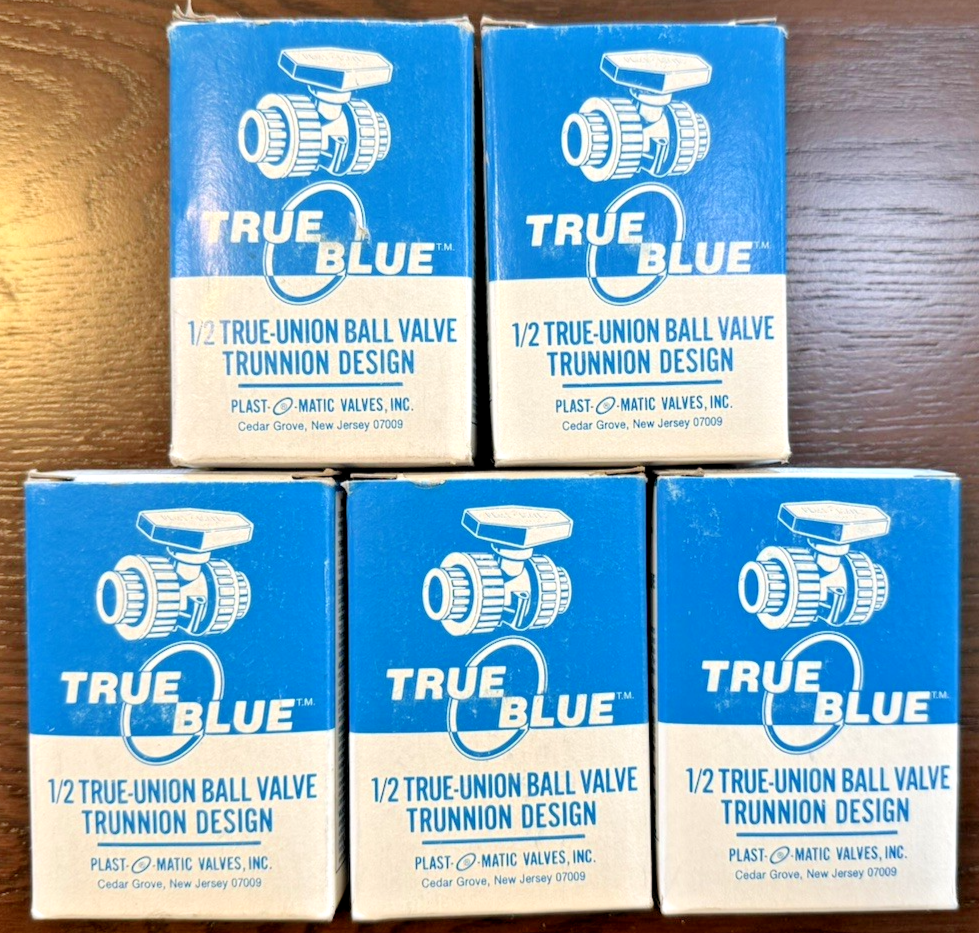 TRUE
BLUE T.M.
1/2 TRUE-UNION BALL VALVE
TRUNNION DESIGN
PLAST-O-MATIC VALVES, INC.
Cedar Grove, New Jersey 07009
TRUE
BLUE T.M.
1/2 TRUE-UNION BALL VALVE
TRUNNION DESIGN
PLAST-O-MATIC VALVES, INC.
Cedar Grove, New Jersey 07009
TRUE
BLUE T.M.
1/2 TRUE-UNION BALL VALVE
TRUNNION DESIGN
PLAST-O-MATIC VALVES, INC.
Cedar Grove, New Jersey 07009
TRUE
BLUE T.M.
1/2 TRUE-UNION BALL VALVE
TRUNNION DESIGN
PLAST-O-MATIC VALVES, INC.
Cedar Grove, New Jersey 07009
TRUE
BLUE T.M.
1/2 TRUE-UNION BALL VALVE
TRUNNION DESIGN
PLAST-O-MATIC VALVES, INC.
Cedar Grove, New Jersey 07009